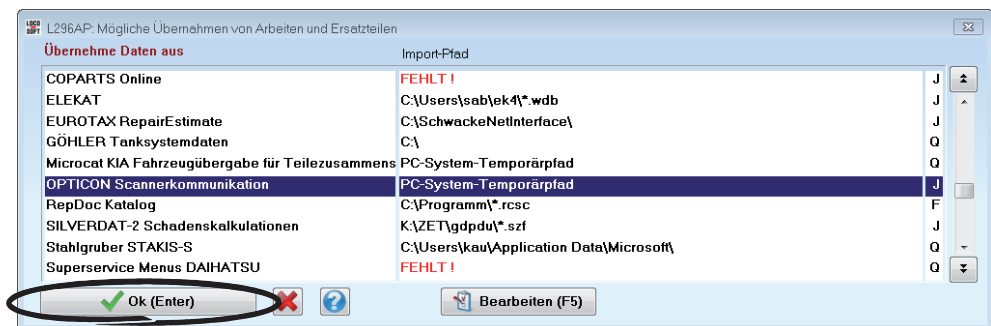 LOCO SOFT L296AP: Mögliche Übernahmen von Arbeiten und Ersatzteilen
Übernehme Daten aus Import-Pfad
COPARTS Online FEHLT ! J
ELEKAT C:\Users\sab\ek4\*.wdb J
EUROTAX RepairEstimate C:\SchwackeNetInterface\ J
GÖHLER Tanksystemdaten C:\ Q
Microcat KIA Fahrzeugübergabe für Teilezusammens PC-System-Temporärpfad Q
OPTICON Scannerkommunikation PC-System-Temporärpfad J
RepDoc Katalog C:\Programm\*.rcsc F
SILVERDAT-2 Schadenskalkulationen K:\ZET\gdpdu\*.szf J
Stahlgruber STAKIS-S C:\Users\kau\Application Data\Microsoft\ Q
Superservice Menus DAIHATSU FEHLT ! Q
Ok (Enter) ? Bearbeiten (F5)